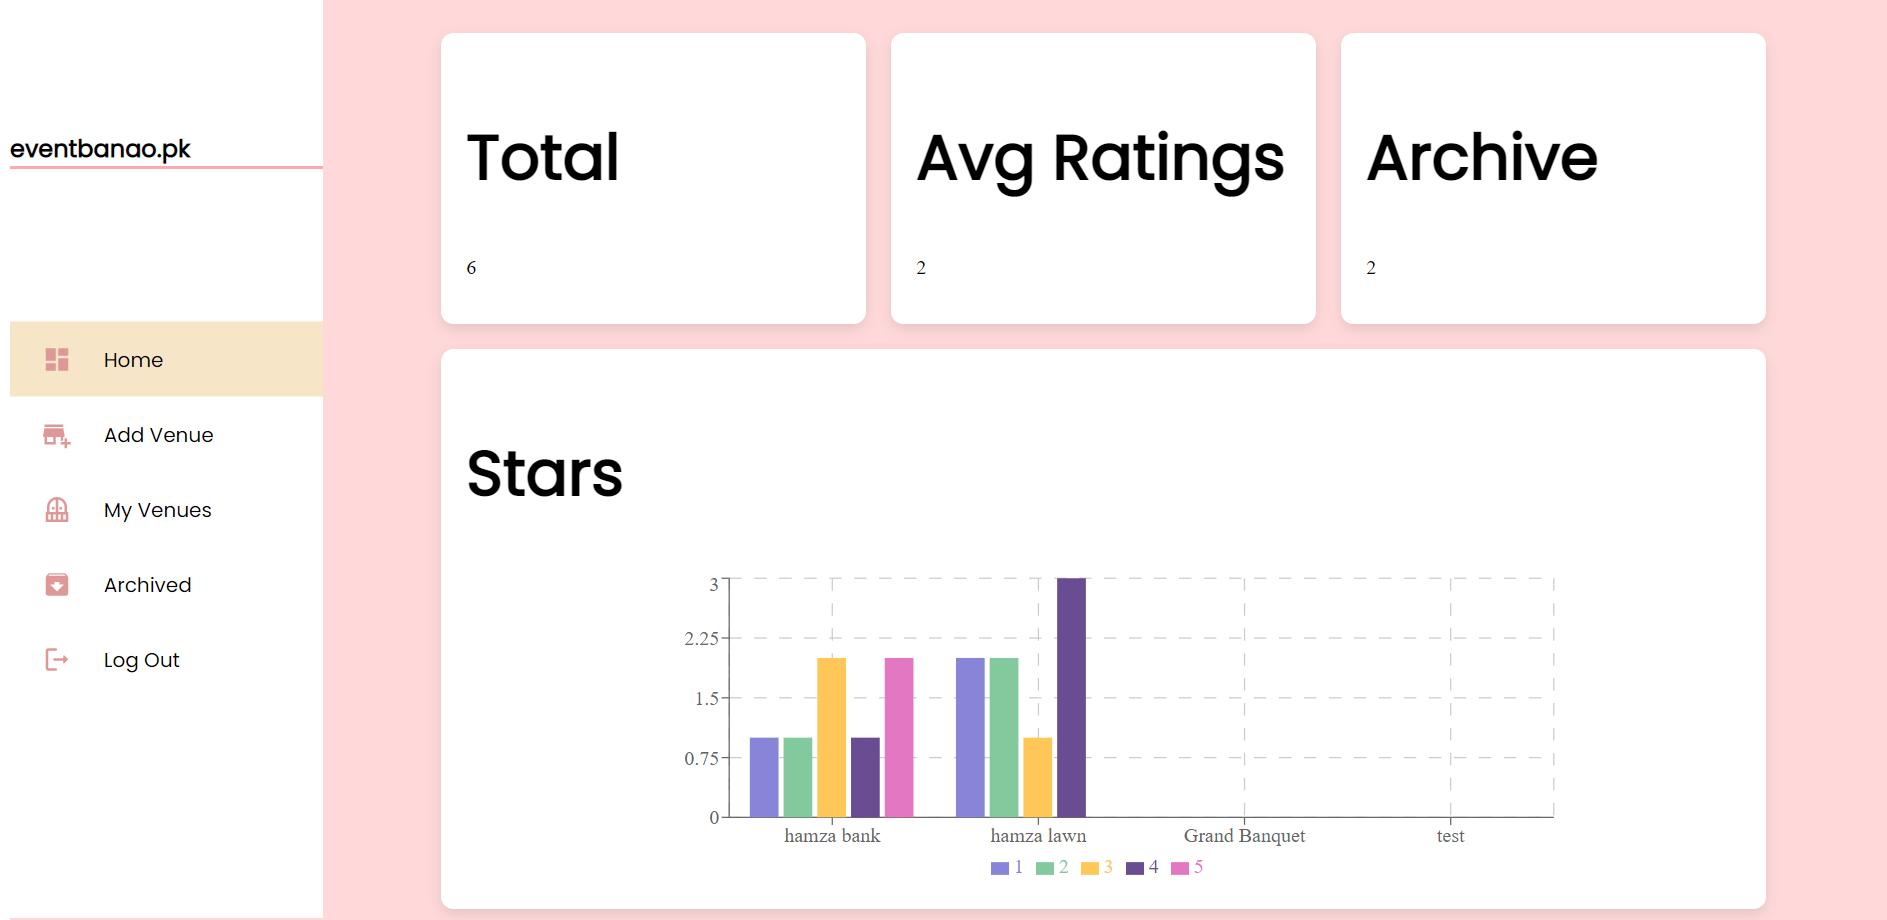 eventbanao.pk
Home
Add Venue
My Venues
Archived
Log Out
Total
6
Avg Ratings
2
Archive
2
Stars
3
2.25
1.5
0.75
0
hamza bank hamza lawn Grand Banquet test
1 2 3 4 5